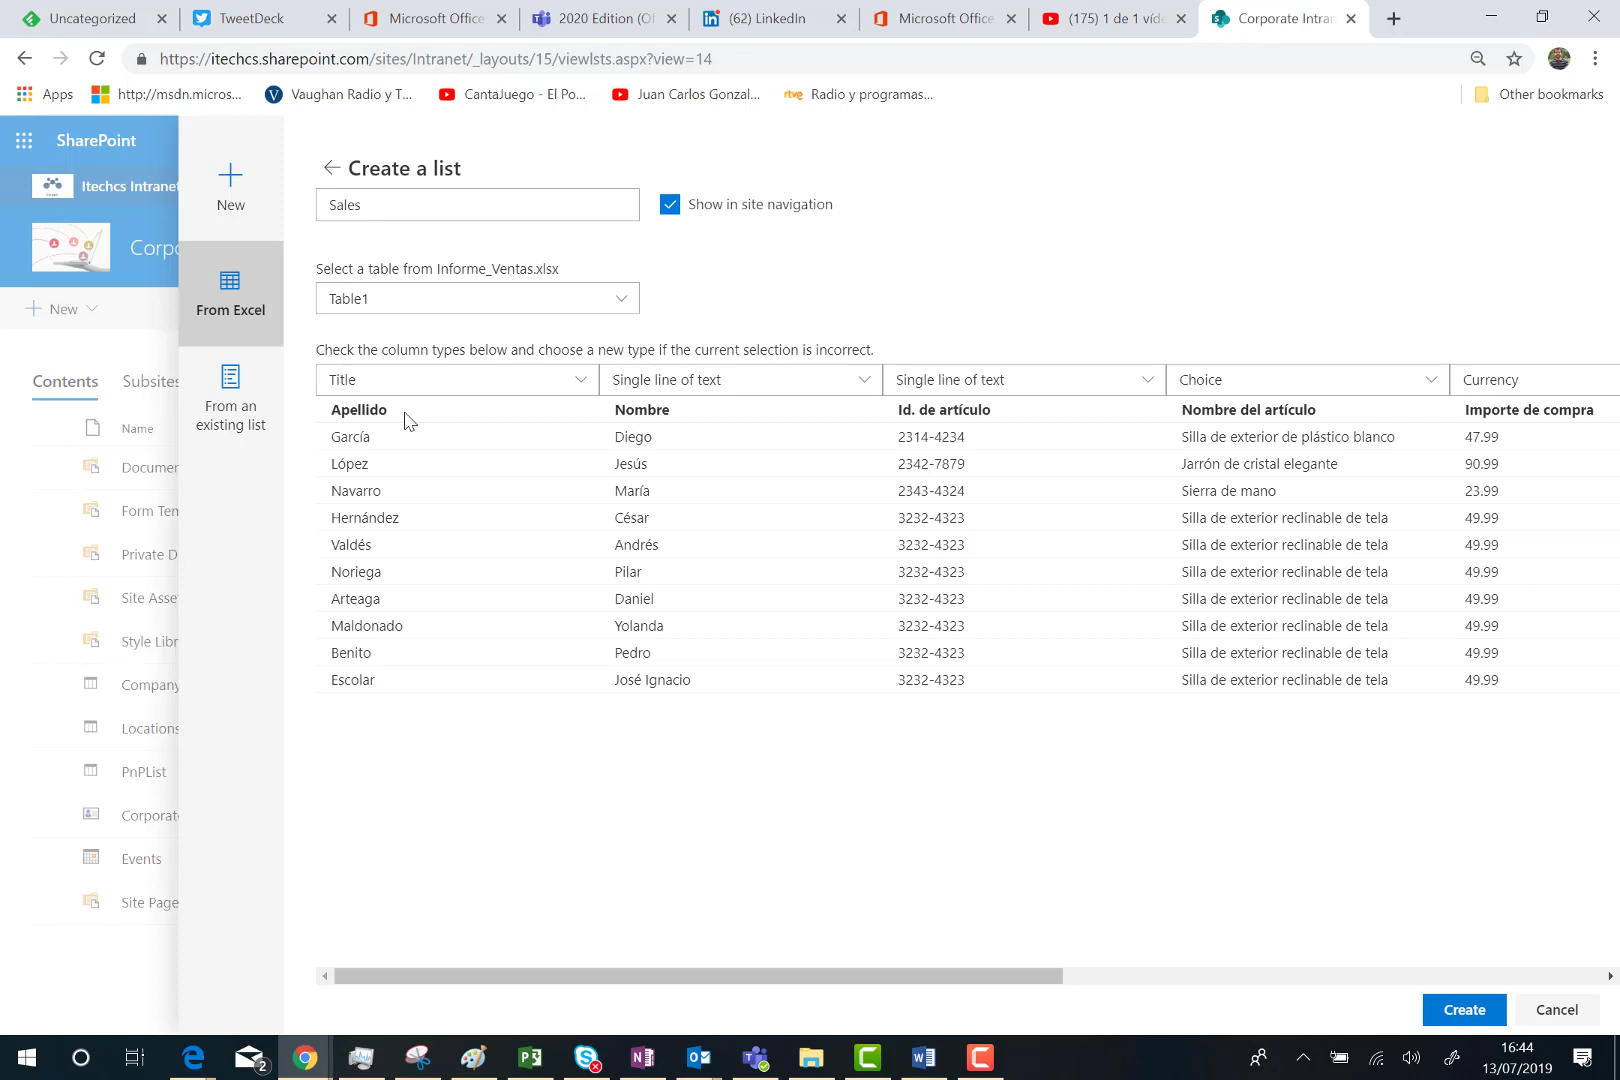 Uncategorized
TweetDeck
Microsoft Office
2020 Edition (Of
(62) LinkedIn
Microsoft Office
(175) 1 de 1 víde
Corporate Intran
https://itechcs.sharepoint.com/sites/Intranet/_layouts/15/viewlsts.aspx?view=14
Apps
http://msdn.micros...
Vaughan Radio y T...
CantaJuego - El Po...
Juan Carlos Gonzal...
rtve Radio y programas...
Other bookmarks
SharePoint
Itechcs Intranet
Corpo
New
Contents
Subsites
Name
Documen
Form Tem
Private D
Site Asse
Style Libr
Company
Locations
PnPList
Corporate
Events
Site Page
New
From Excel
From an
existing list
Create a list
Sales
Show in site navigation
Select a table from Informe_Ventas.xlsx
Table1
Check the column types below and choose a new type if the current selection is incorrect.
Title Single line of text Single line of text Choice Currency
Apellido Nombre Id. de artículo Nombre del artículo Importe de compra
García Diego 2314-4234 Silla de exterior de plástico blanco 47.99
López Jesús 2342-7879 Jarrón de cristal elegante 90.99
Navarro María 2343-4324 Sierra de mano 23.99
Hernández César 3232-4323 Silla de exterior reclinable de tela 49.99
Valdés Andrés 3232-4323 Silla de exterior reclinable de tela 49.99
Noriega Pilar 3232-4323 Silla de exterior reclinable de tela 49.99
Arteaga Daniel 3232-4323 Silla de exterior reclinable de tela 49.99
Maldonado Yolanda 3232-4323 Silla de exterior reclinable de tela 49.99
Benito Pedro 3232-4323 Silla de exterior reclinable de tela 49.99
Escolar José Ignacio 3232-4323 Silla de exterior reclinable de tela 49.99
Create
Cancel
2
16:44
13/07/2019